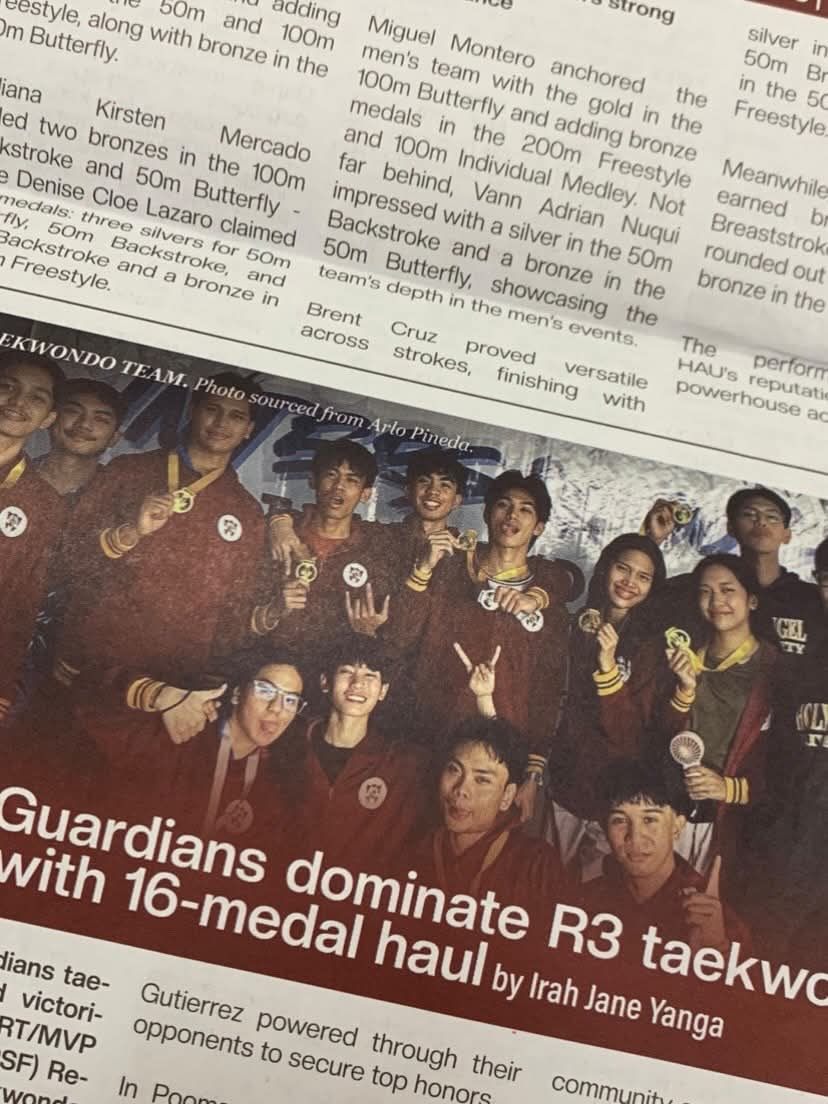 adding
50m and 100m
freestyle, along with bronze in the
Butterfly.
Kirsten Mercado
two bronzes in the 100m
and 50m Butterfly -
Denise Cloe Lazaro claimed
medals: three silvers for 50m
50m Backstroke, and
Backstroke and a bronze in
Freestyle.
Miguel Montero anchored the
men's team with the gold in the
100m Butterfly and adding bronze
medals in the 200m Freestyle
and 100m Individual Medley. Not
far behind, Vann Adrian Nuqui
impressed with a silver in the 50m
Backstroke and a bronze in the
50m Butterfly, showcasing the
team's depth in the men's events.
Brent Cruz proved versatile
across strokes, finishing with
strong
silver in
50m
in the
Freestyle.
Meanwhile
earned
rounded out
bronze in the
The
HAU's
powerhouse
TEAM. Photo sourced from Arlo Pineda.
Guardians dominate R3
with 16-medal haul by Irah Jane Yanga
Gutierrez powered through their
opponents to secure top honors.
In
community